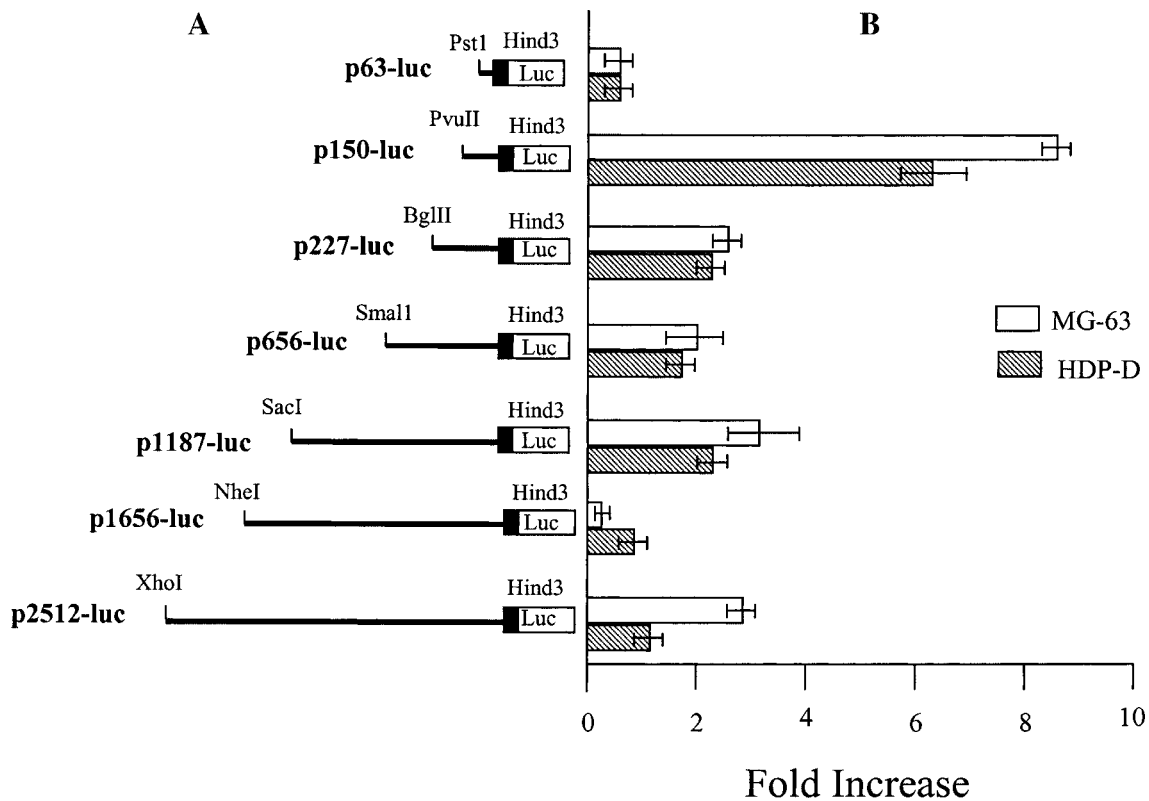 A
B
Pst1 Hind3
p63-luc
Luc
PvuII Hind3
p150-luc
Luc
BglII Hind3
p227-luc
Luc
Smal1 Hind3
p656-luc
Luc
MG-63
HDP-D
SacI Hind3
p1187-luc
Luc
NheI Hind3
p1656-luc
Luc
XhoI Hind3
p2512-luc
Luc
0 2 4 6 8 10
Fold Increase